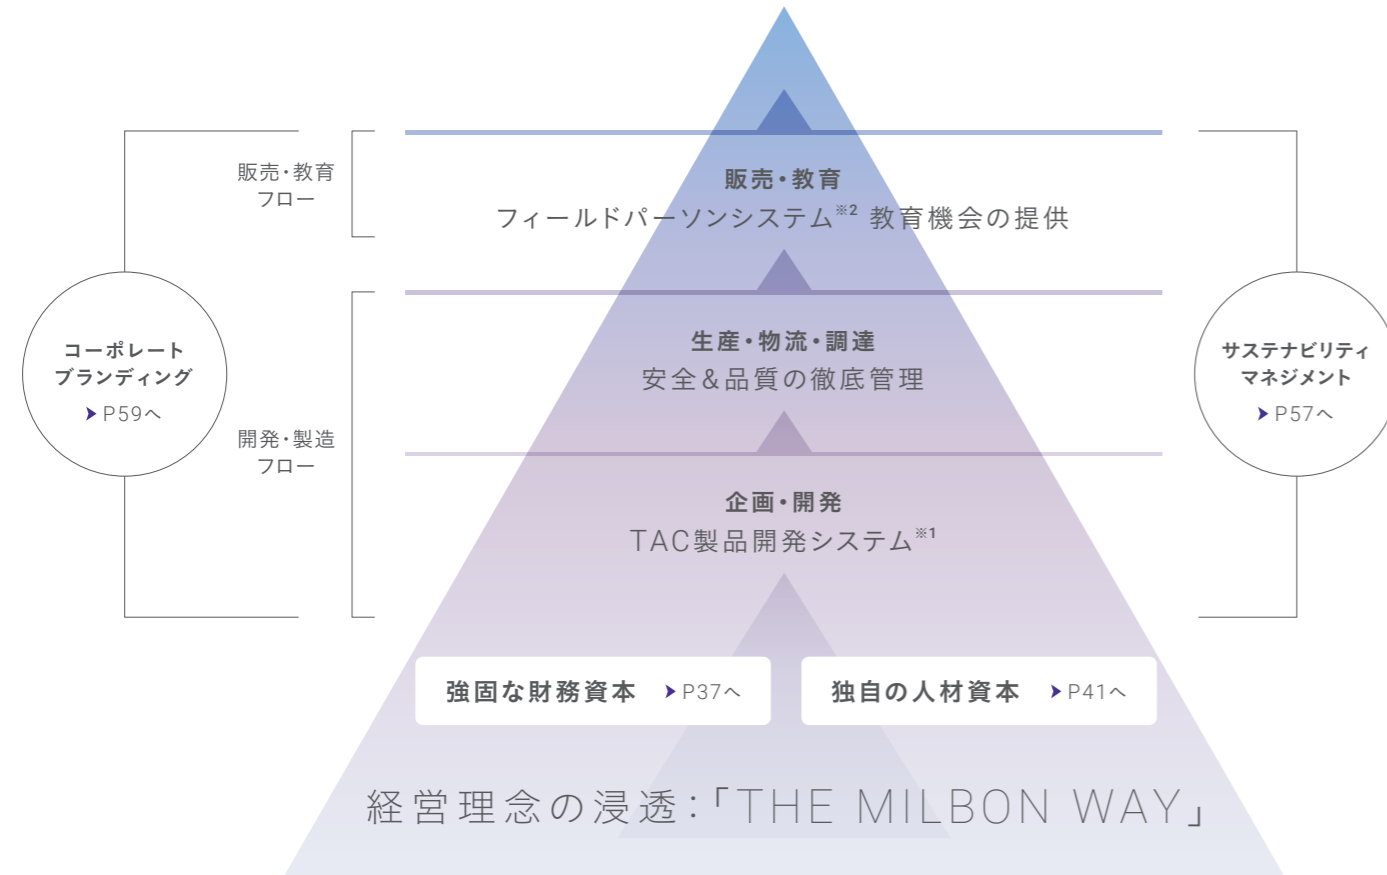 販売・教育
フロー
販売・教育
フィールドパーソンシステム※2 教育機会の提供
コーポレート
ブランディング
P59へ
生産・物流・調達
安全&品質の徹底管理
サステナビリティ
マネジメント
P57へ
開発・製造
フロー
企画・開発
TAC製品開発システム※1
強固な財務資本 P37へ
独自の人材資本 P41へ
経営理念の浸透:「THE MILBON WAY」